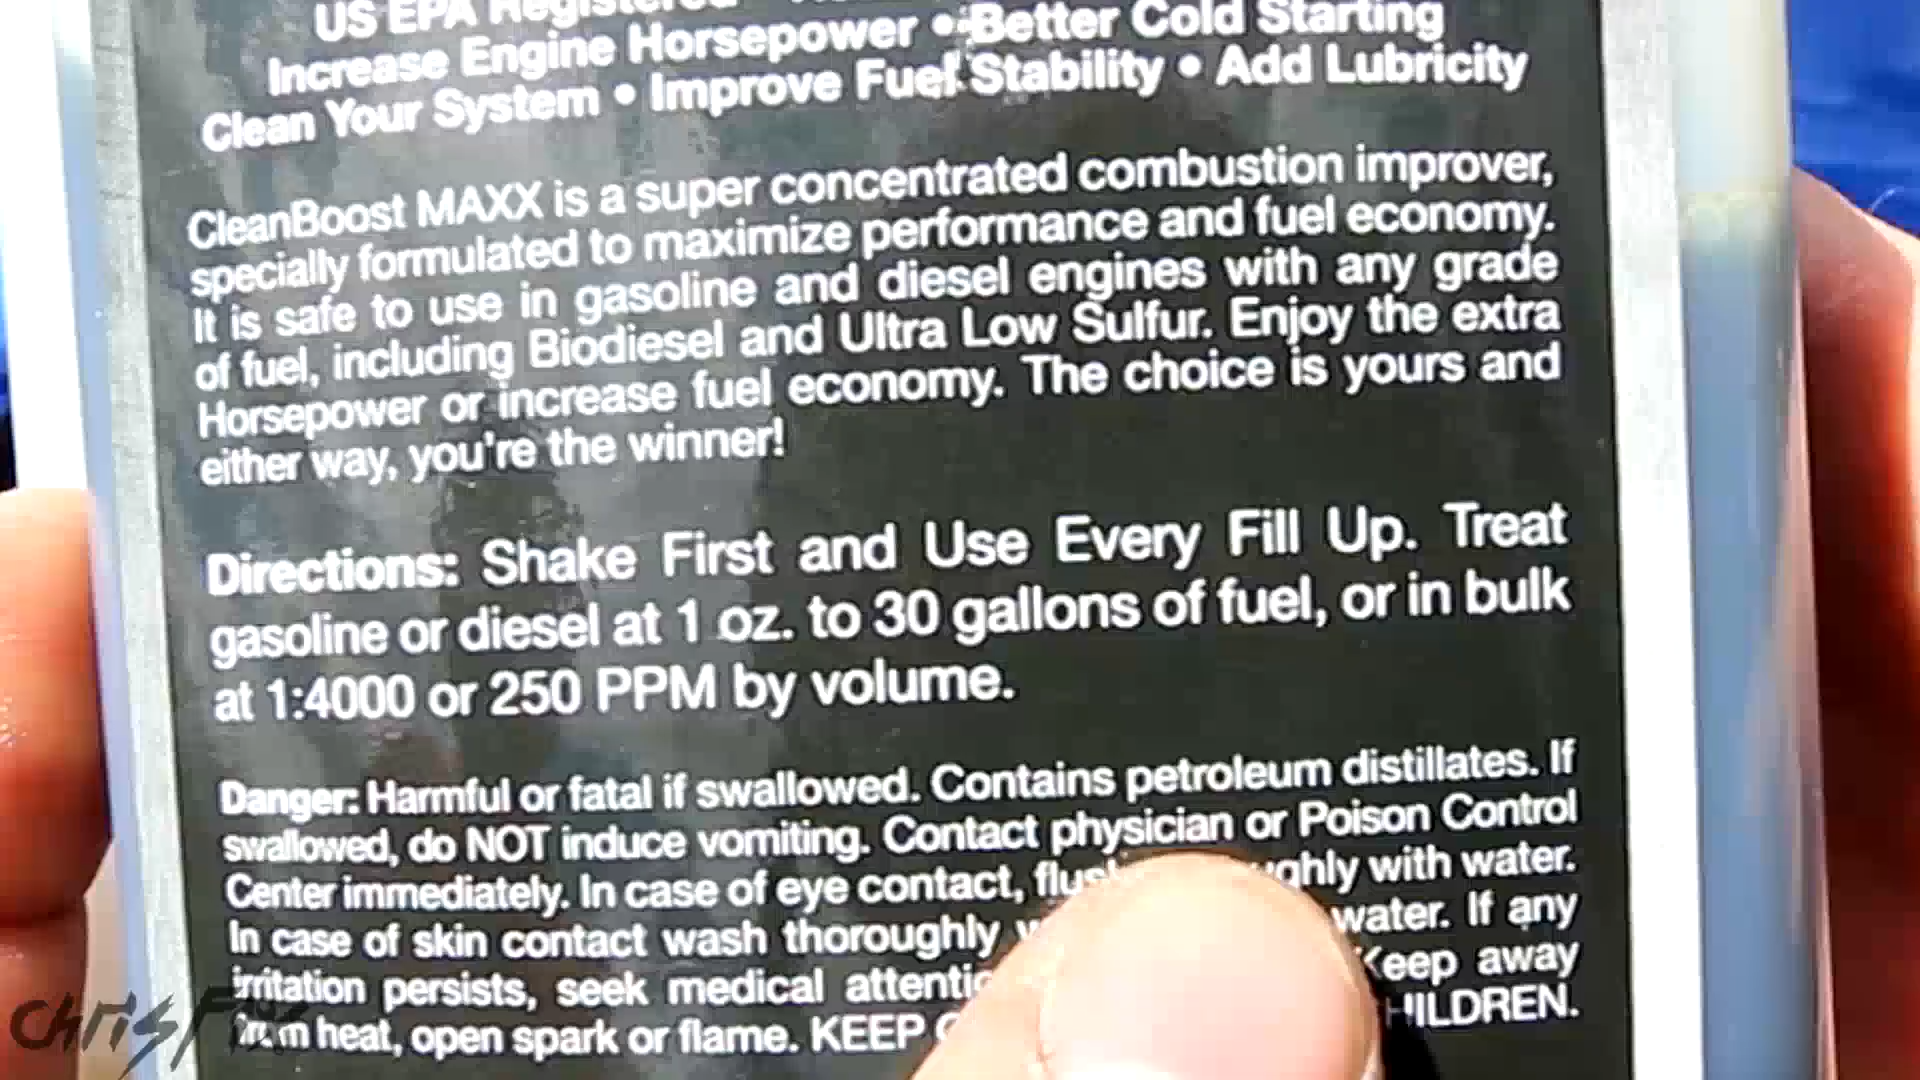 US EPA Registered •
Increase Engine Horsepower • Better Cold Starting
Clean Your System • Improve Fuel Stability • Add Lubricity
CleanBoost MAXX is a super concentrated combustion improver,
specially formulated to maximize performance and fuel economy.
It is safe to use in gasoline and diesel engines with any grade
of fuel, including Biodiesel and Ultra Low Sulfur. Enjoy the extra
Horsepower or increase fuel economy. The choice is yours and
either way, you're the winner!
Directions: Shake First and Use Every Fill Up. Treat
gasoline or diesel at 1 oz. to 30 gallons of fuel, or in bulk
at 1:4000 or 250 PPM by volume.
Danger: Harmful or fatal if swallowed. Contains petroleum distillates. If
swallowed, do NOT induce vomiting. Contact physician or Poison Control
Center immediately. In case of eye contact, with water.
In case of skin contact wash thoroughly water. If any
irritation persists, seek medical Keep away
from heat, open spark or flame. KEEP
ChrisFix